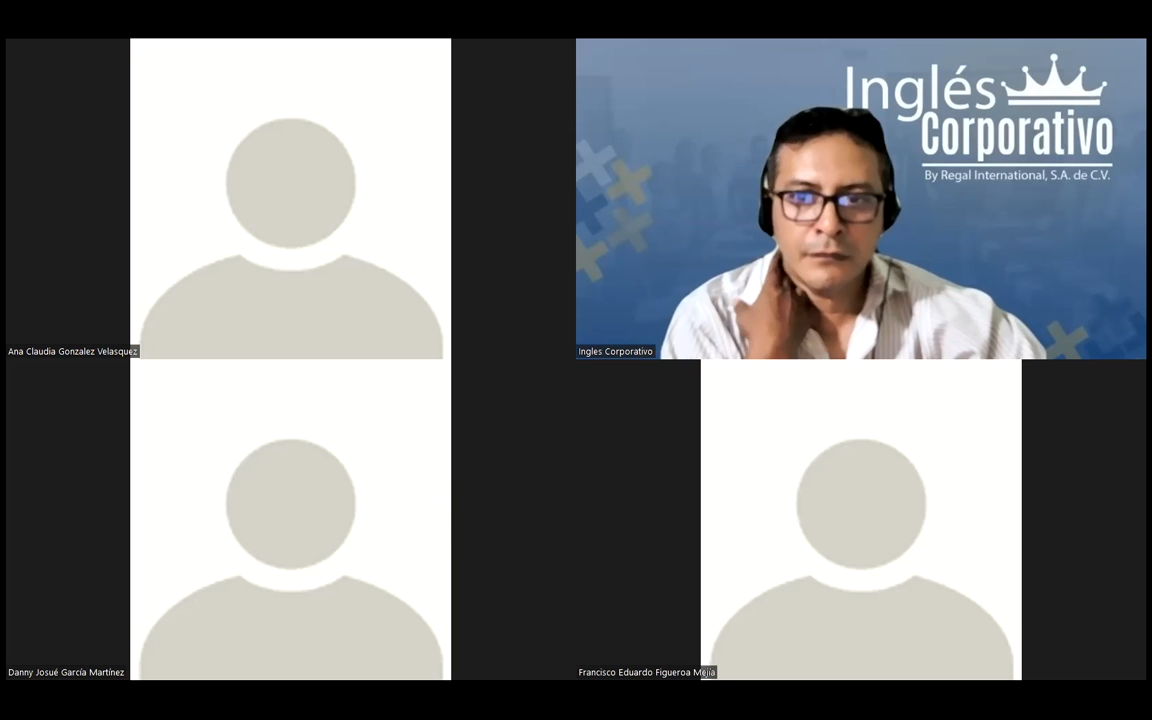 Inglés
Corporativo
By Regal International, S.A. de C.V.
Ana Claudia Gonzalez Velasquez
Ingles Corporativo
Danny Josué García Martínez
Francisco Eduardo Figueroa Mejía